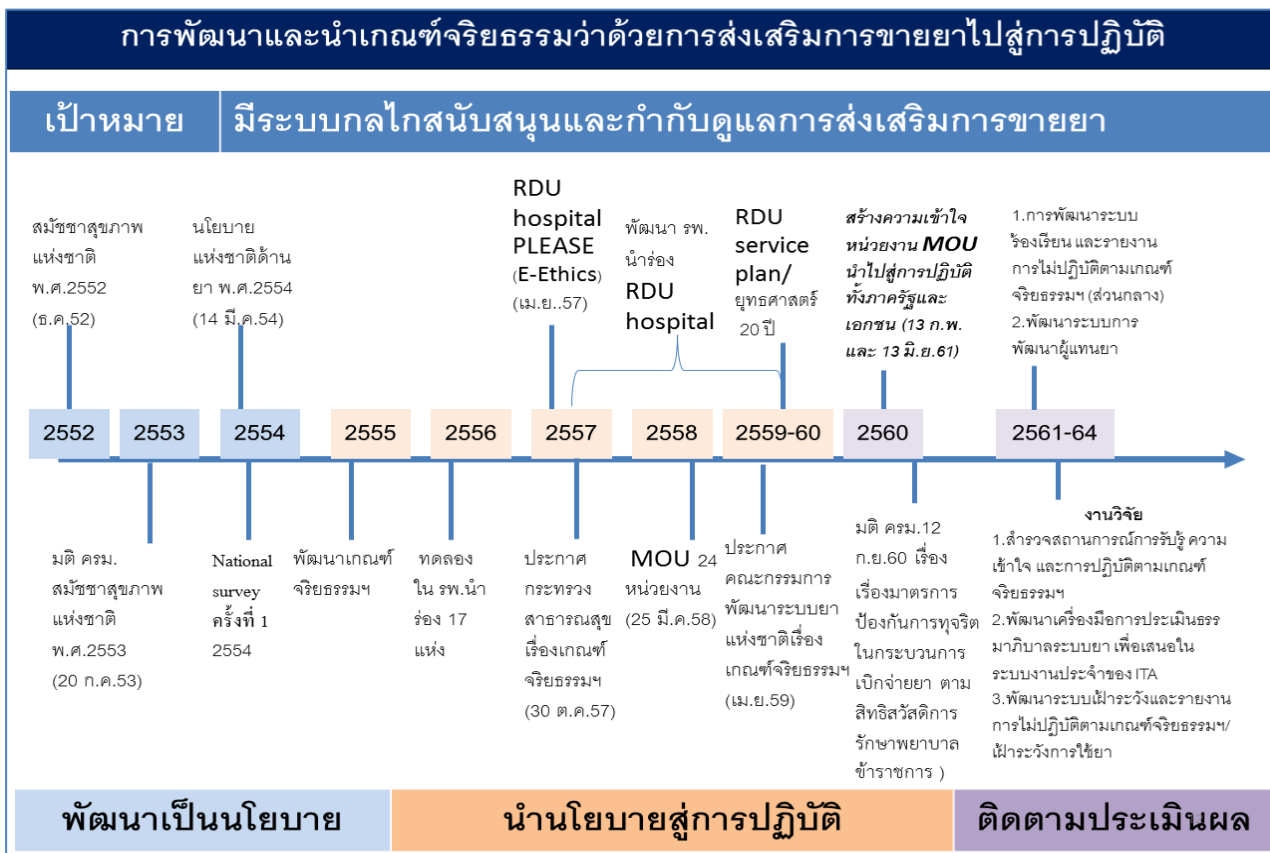 การพัฒนาและนำเกณฑ์จริยธรรมว่าด้วยการส่งเสริมการขายยาไปสู่การปฏิบัติ
เป้าหมาย
มีระบบกลไกสนับสนุนและกำกับดูแลการส่งเสริมการขายยา
สมัชชาสุขภาพ
แห่งชาติ
พ.ศ.2552
(ธ.ค.52)
นโยบาย
แห่งชาติด้าน
ยา พ.ศ.2554
(14 มี.ค.54)
RDU
hospital
PLEASE
(E-Ethics)
(เม.ย..57)
พัฒนา รพ.
นำร่อง
RDU
hospital
RDU
service
plan/
ยุทธศาสตร์
20 ปี
สร้างความเข้าใจ
หน่วยงาน MOU
นำไปสู่การปฏิบัติ
ทั้งภาครัฐและ
เอกชน (13 ก.พ.
และ 13 มิ.ย.61)
1.การพัฒนาระบบ
ร้องเรียน และรายงาน
การไม่ปฏิบัติตามเกณฑ์
จริยธรรมฯ (ส่วนกลาง)
2.พัฒนาระบบการ
พัฒนาผู้แทนยา
2552
2553
2554
2555
2556
2557
2558
2559-60
2560
2561-64
มติ ครม.
สมัชชาสุขภาพ
แห่งชาติ
พ.ศ.2553
(20 ก.ค.53)
National
survey
ครั้งที่ 1
2554
พัฒนาเกณฑ์
จริยธรรมฯ
ทดลอง
ใน รพ.นำ
ร่อง 17
แห่ง
ประกาศ
กระทรวง
สาธารณสุข
เรื่องเกณฑ์
จริยธรรมฯ
(30 ต.ค.57)
MOU 24
หน่วยงาน
(25 มี.ค.58)
ประกาศ
คณะกรรมการ
พัฒนาระบบยา
แห่งชาติเรื่อง
เกณฑ์จริยธรรมฯ
(เม.ย.59)
มติ ครม.12
ก.ย.60 เรื่อง
เรื่องมาตรการ
ป้องกันการทุจริต
ในกระบวนการ
เบิกจ่ายยา ตาม
สิทธิสวัสดิการ
รักษาพยาบาล
ข้าราชการ )
งานวิจัย
1.สำรวจสถานการณ์การรับรู้ ความ
เข้าใจ และการปฏิบัติตามเกณฑ์
จริยธรรมฯ
2.พัฒนาเครื่องมือการประเมินธรร
มาภิบาลระบบยา เพื่อเสนอใน
ระบบงานประจำของ ITA
3.พัฒนาระบบเฝ้าระวังและรายงาน
การไม่ปฏิบัติตามเกณฑ์จริยธรรมฯ/
เฝ้าระวังการใช้ยา
พัฒนาเป็นนโยบาย
นำนโยบายสู่การปฏิบัติ
ติดตามประเมินผล